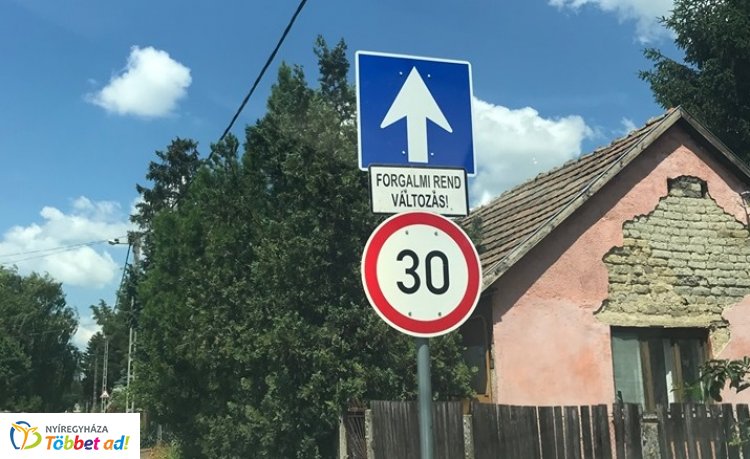 FORGALMI REND
VÁLTOZÁS!
30
NYÍREGYHÁZA
Többet ad!